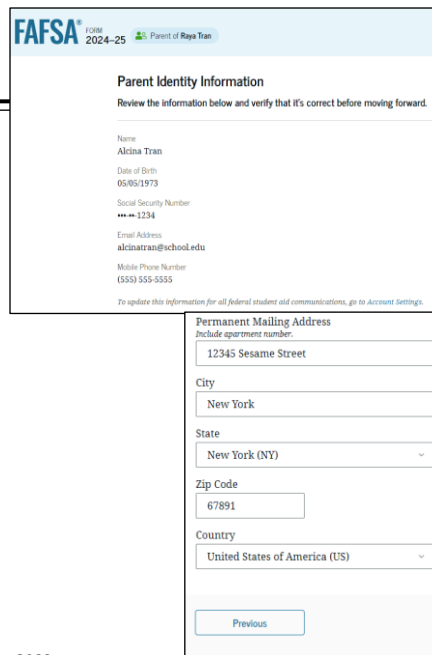 FAFSA® FORM 2024–25 Parent of Raya Tran
Parent Identity Information
Review the information below and verify that it's correct before moving forward.
Name
Alcina Tran
Date of Birth
05/05/1973
Social Security Number
•••-••-1234
Email Address
alcinatran@school.edu
Mobile Phone Number
(555) 555-5555
To update this information for all federal student aid communications, go to Account Settings.
Permanent Mailing Address
Include apartment number.
12345 Sesame Street
City
New York
State
New York (NY)
Zip Code
67891
Country
United States of America (US)
Previous